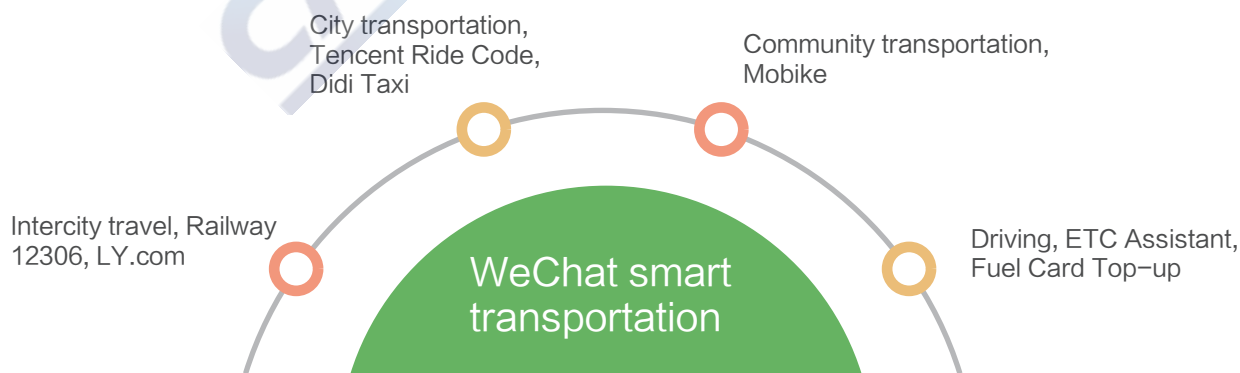 City transportation,
Tencent Ride Code,
Didi Taxi
Community transportation,
Mobike
Intercity travel, Railway
12306, LY.com
Driving, ETC Assistant,
Fuel Card Top-up
WeChat smart
transportation